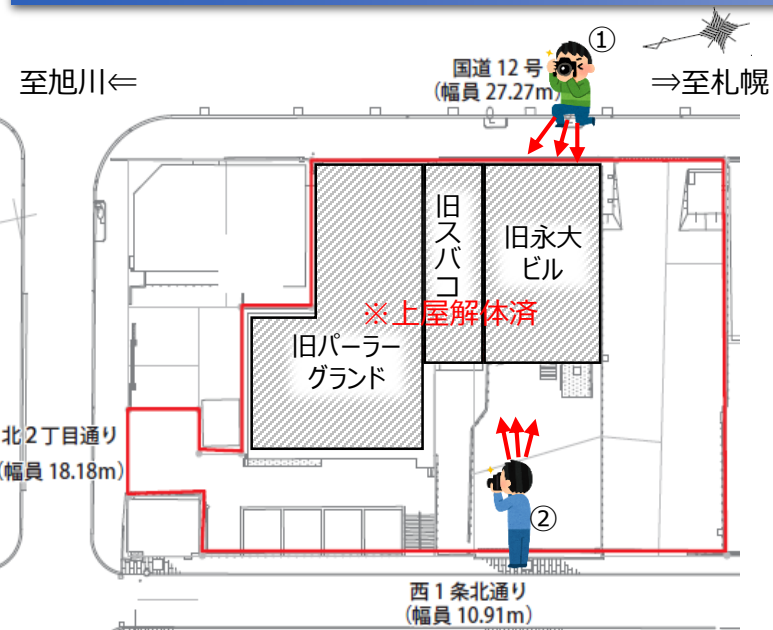 ①
国道 12 号
(幅員 27.27m)
至旭川⇐
⇒至札幌
旧スバコ
旧永大
ビル
※上屋解体済
旧パーラー
グランド
北 2 丁目通り
(幅員 18.18m)
②
西 1 条北通り
(幅員 10.91m)